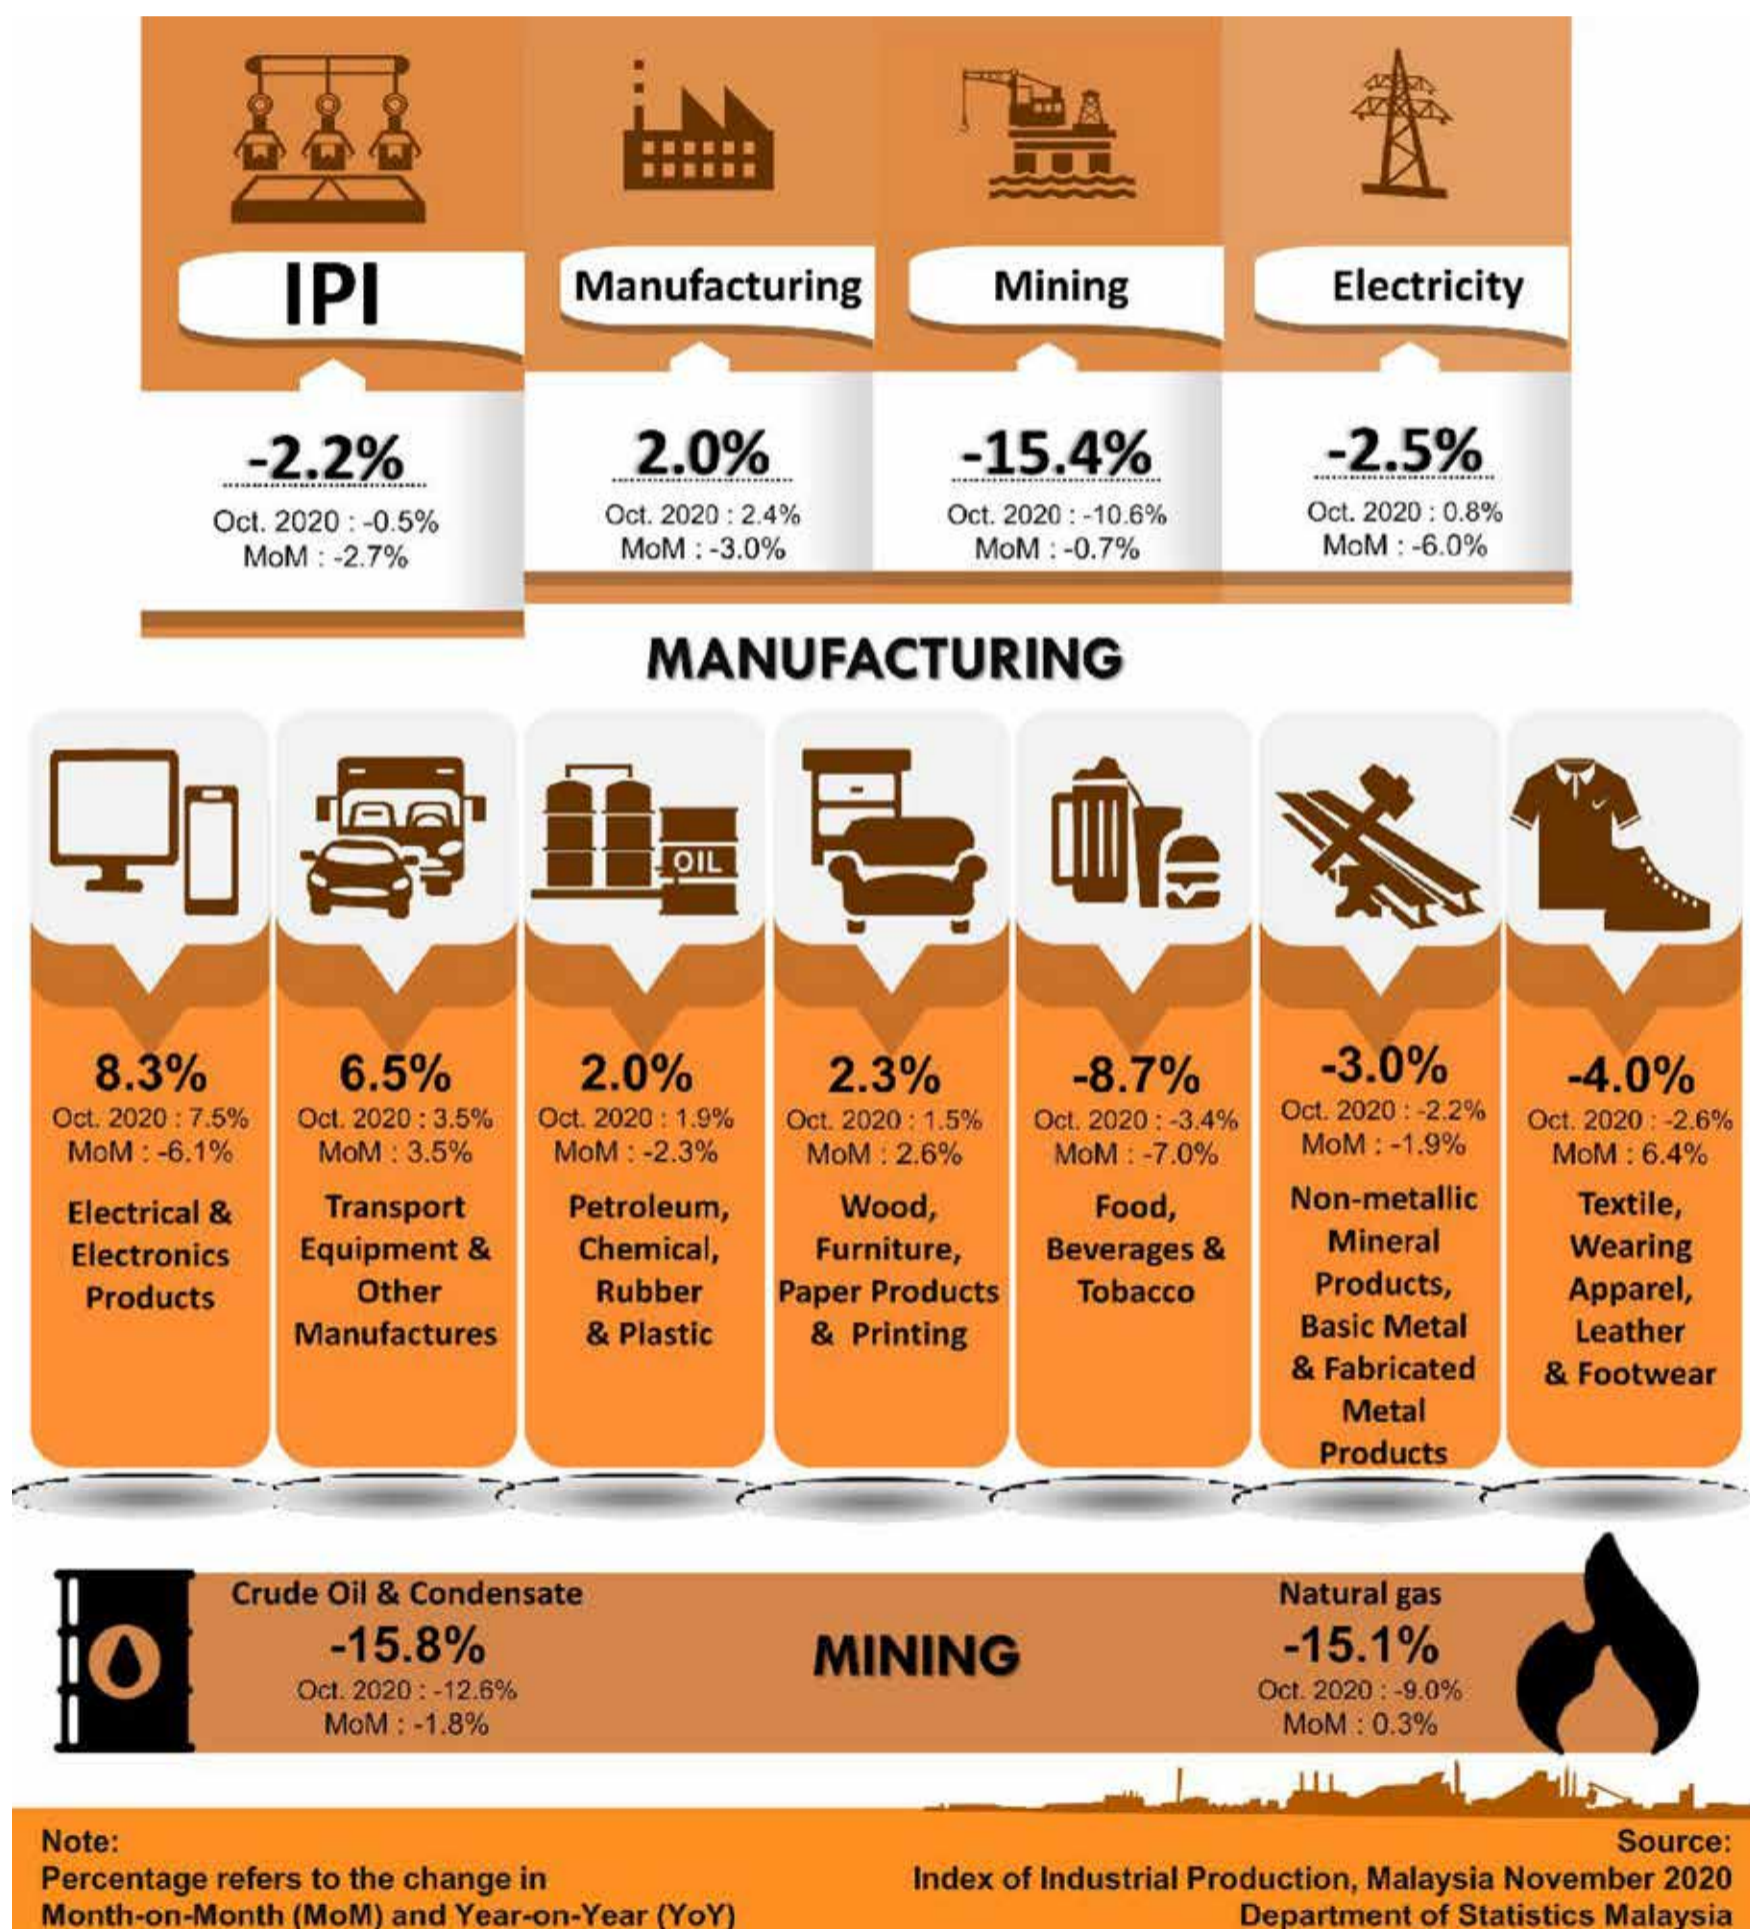 IPI
-2.2%
Oct. 2020 : -0.5%
MoM : -2.7%
Manufacturing
2.0%
Oct. 2020 : 2.4%
MoM : -3.0%
Mining
-15.4%
Oct. 2020 : -10.6%
MoM : -0.7%
Electricity
-2.5%
Oct. 2020 : 0.8%
MoM : -6.0%
MANUFACTURING
8.3%
Oct. 2020 : 7.5%
MoM : -6.1%
Electrical &
Electronics
Products
6.5%
Oct. 2020 : 3.5%
MoM : 3.5%
Transport
Equipment &
Other
Manufactures
OIL
2.0%
Oct. 2020 : 1.9%
MoM : -2.3%
Petroleum,
Chemical,
Rubber
& Plastic
2.3%
Oct. 2020 : 1.5%
MoM : 2.6%
Wood,
Furniture,
Paper Products
& Printing
-8.7%
Oct. 2020 : -3.4%
MoM : -7.0%
Food,
Beverages &
Tobacco
-3.0%
Oct. 2020 : -2.2%
MoM : -1.9%
Non-metallic
Mineral
Products,
Basic Metal
& Fabricated
Metal
Products
-4.0%
Oct. 2020 : -2.6%
MoM : 6.4%
Textile,
Wearing
Apparel,
Leather
& Footwear
Crude Oil & Condensate
-15.8%
Oct. 2020 : -12.6%
MoM : -1.8%
MINING
Natural gas
-15.1%
Oct. 2020 : -9.0%
MoM : 0.3%
Note:
Percentage refers to the change in
Month-on-Month (MoM) and Year-on-Year (YoY)
Source:
Index of Industrial Production, Malaysia November 2020
Department of Statistics Malaysia